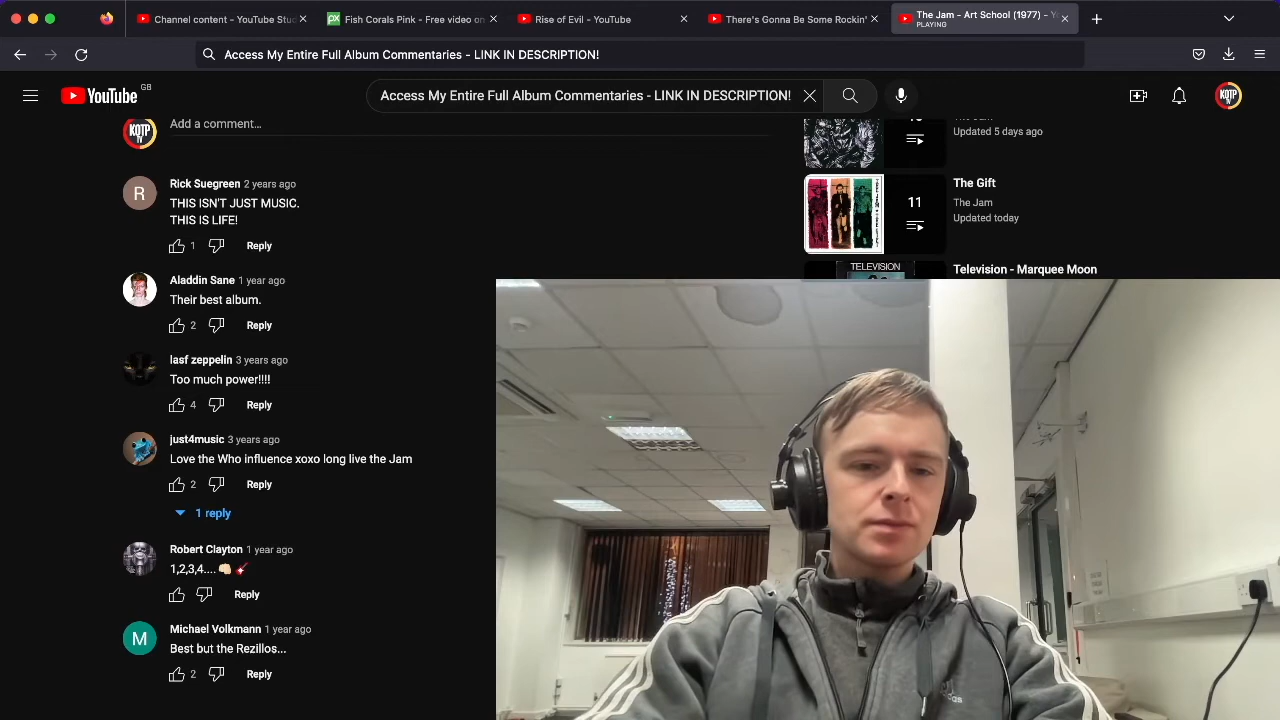 Channel content - YouTube Stud
Fish Corals Pink - Free video on
Rise of Evil - YouTube
There's Gonna Be Some Rockin'
The Jam - Art School (1977) - Y
PLAYING
Access My Entire Full Album Commentaries - LINK IN DESCRIPTION!
YouTube GB
Access My Entire Full Album Commentaries - LINK IN DESCRIPTION!
KOTP
TV
KOTP
Add a comment...
Updated 5 days ago
Rick Suegreen 2 years ago
THIS ISN'T JUST MUSIC.
THIS IS LIFE!
1 Reply
The Gift
11
The Jam
Updated today
THE JAM
Aladdin Sane 1 year ago
Their best album.
2 Reply
TELEVISION
Television - Marquee Moon
lasf zeppelin 3 years ago
Too much power!!!!
4 Reply
just4music 3 years ago
Love the Who influence xoxo long live the Jam
2 Reply
1 reply
Robert Clayton 1 year ago
1,2,3,4....👊🏻🎸
Reply
M
Michael Volkmann 1 year ago
Best but the Rezillos...
2 Reply
R
px